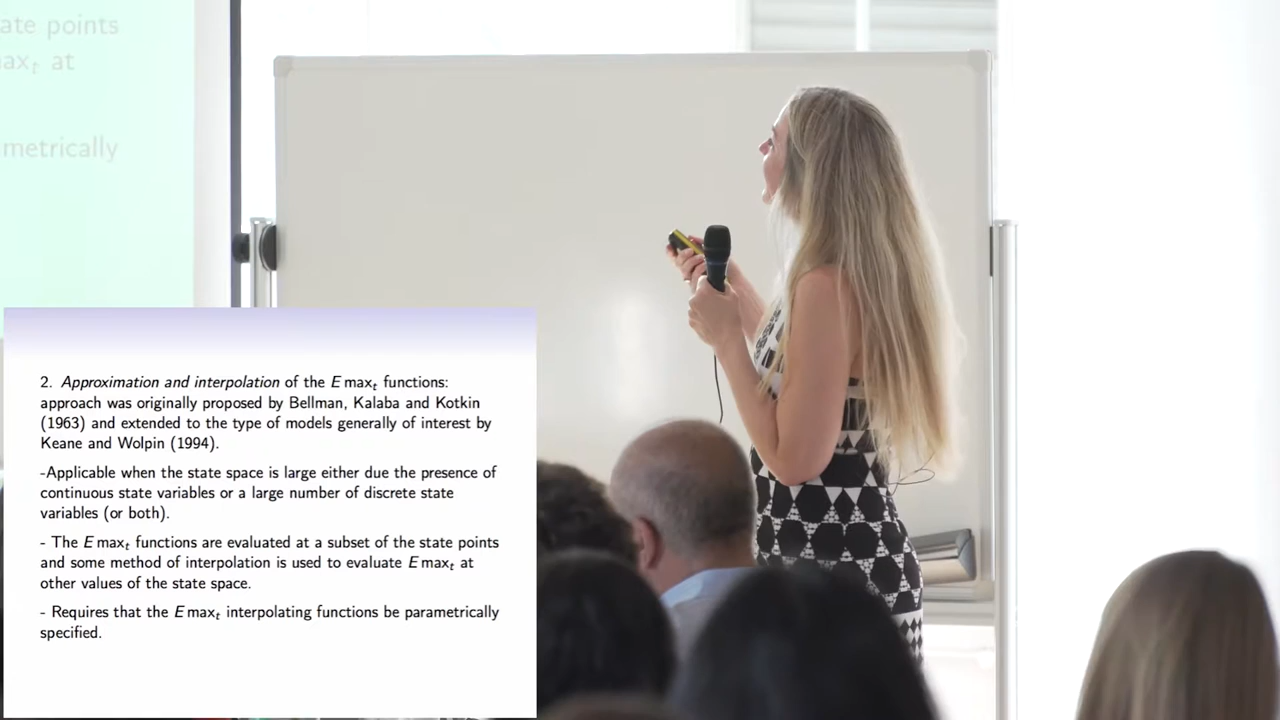 ate points
ax_t at
metrically
2. Approximation and interpolation of the E max_t functions:
approach was originally proposed by Bellman, Kalaba and Kotkin
(1963) and extended to the type of models generally of interest by
Keane and Wolpin (1994).
-Applicable when the state space is large either due the presence of
continuous state variables or a large number of discrete state
variables (or both).
- The E max_t functions are evaluated at a subset of the state points
and some method of interpolation is used to evaluate E max_t at
other values of the state space.
- Requires that the E max_t interpolating functions be parametrically
specified.